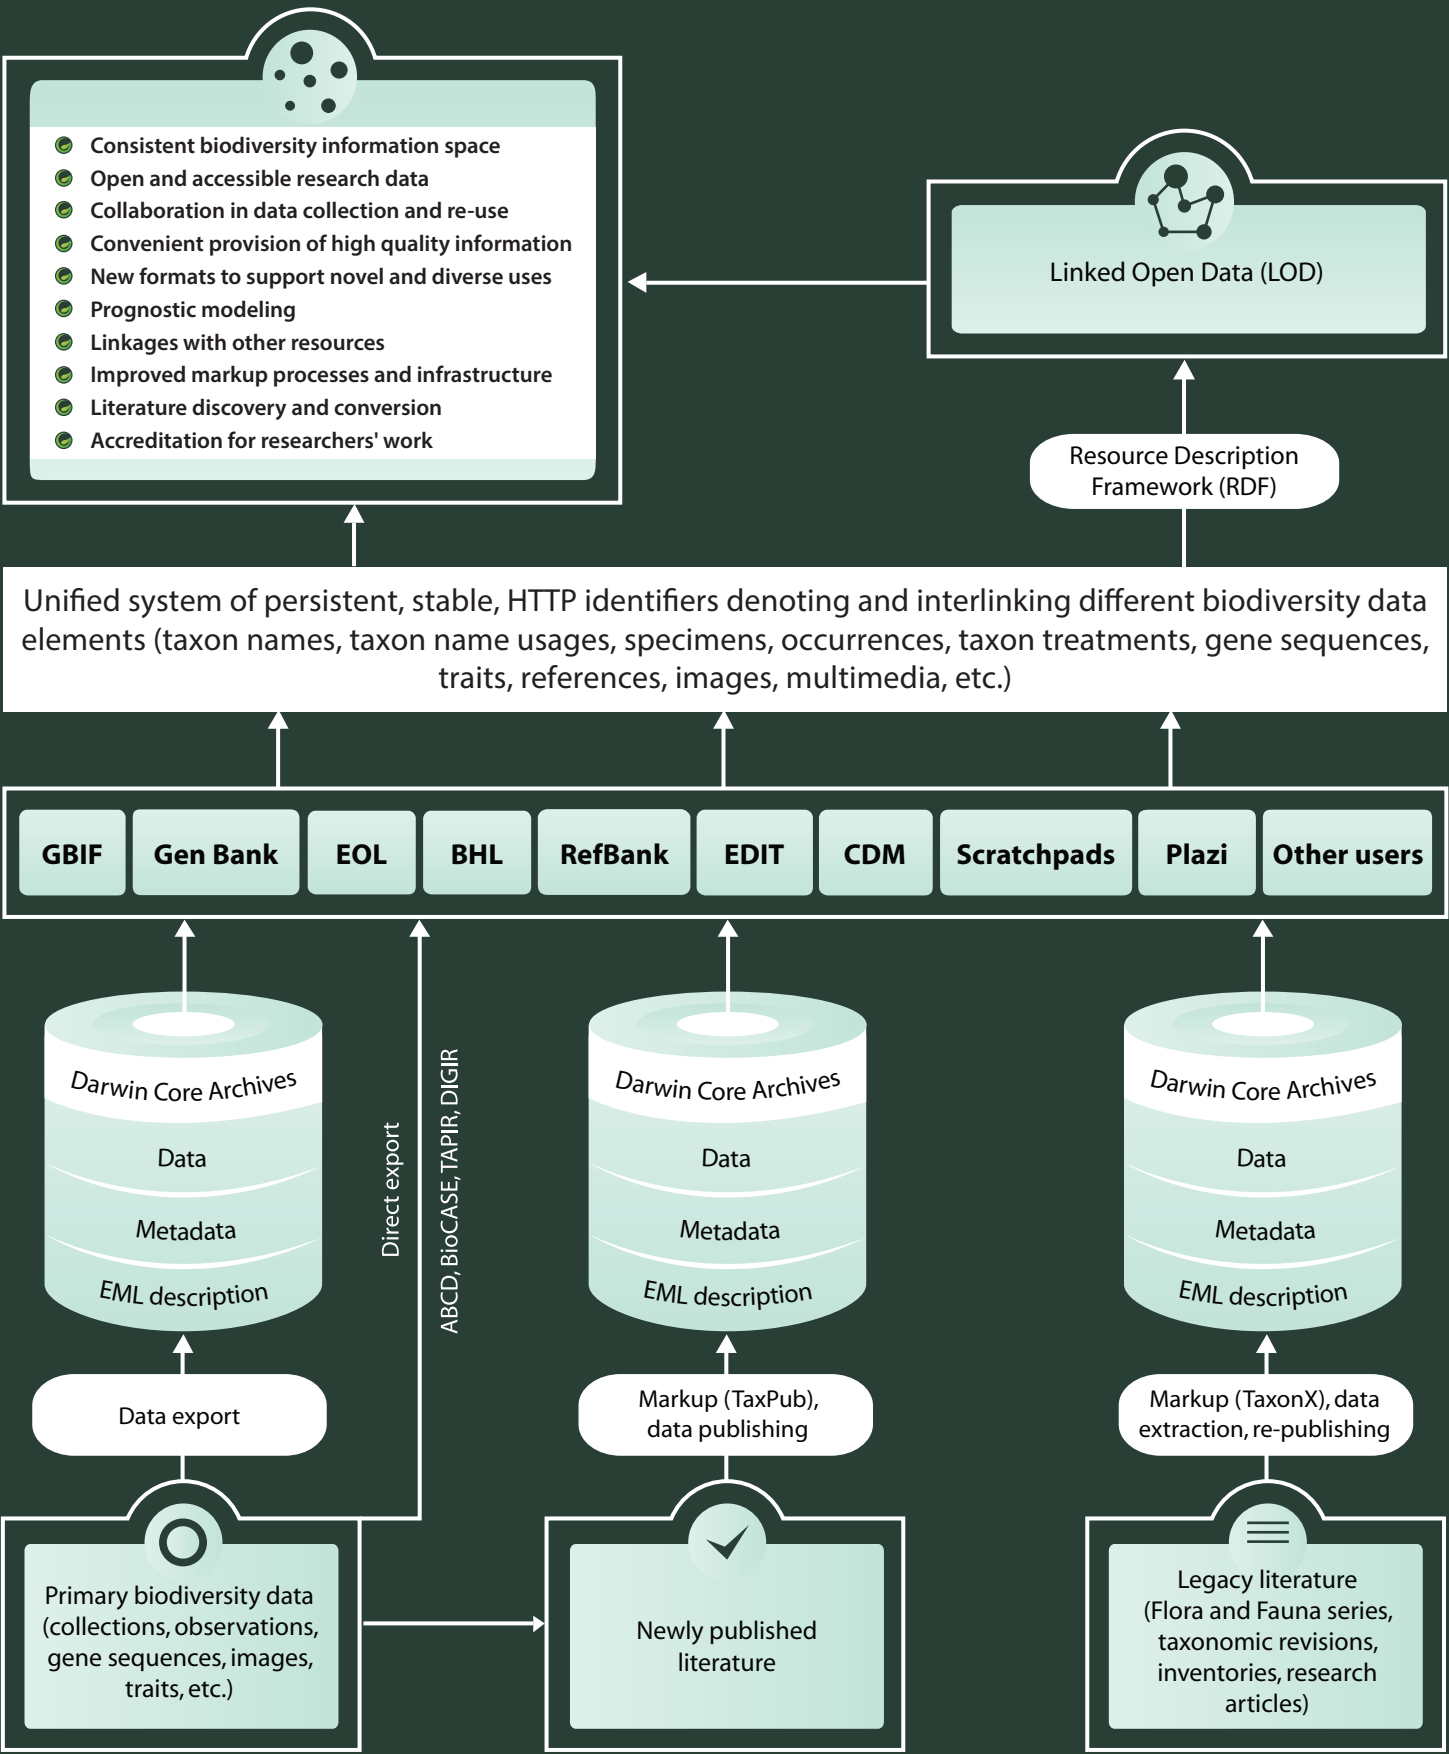 Consistent biodiversity information space
Open and accessible research data
Collaboration in data collection and re-use
Convenient provision of high quality information
New formats to support novel and diverse uses
Prognostic modeling
Linkages with other resources
Improved markup processes and infrastructure
Literature discovery and conversion
Accreditation for researchers' work
Linked Open Data (LOD)
Resource Description
Framework (RDF)
Unified system of persistent, stable, HTTP identifiers denoting and interlinking different biodiversity data
elements (taxon names, taxon name usages, specimens, occurrences, taxon treatments, gene sequences,
traits, references, images, multimedia, etc.)
GBIF
Gen Bank
EOL
BHL
RefBank
EDIT
CDM
Scratchpads
Plazi
Other users
Darwin Core Archives
Data
Metadata
EML description
Direct export
ABCD, BioCASE, TAPIR, DIGIR
Darwin Core Archives
Data
Metadata
EML description
Darwin Core Archives
Data
Metadata
EML description
Data export
Markup (TaxPub),
data publishing
Markup (TaxonX), data
extraction, re-publishing
Primary biodiversity data
(collections, observations,
gene sequences, images,
traits, etc.)
Newly published
literature
Legacy literature
(Flora and Fauna series,
taxonomic revisions,
inventories, research
articles)